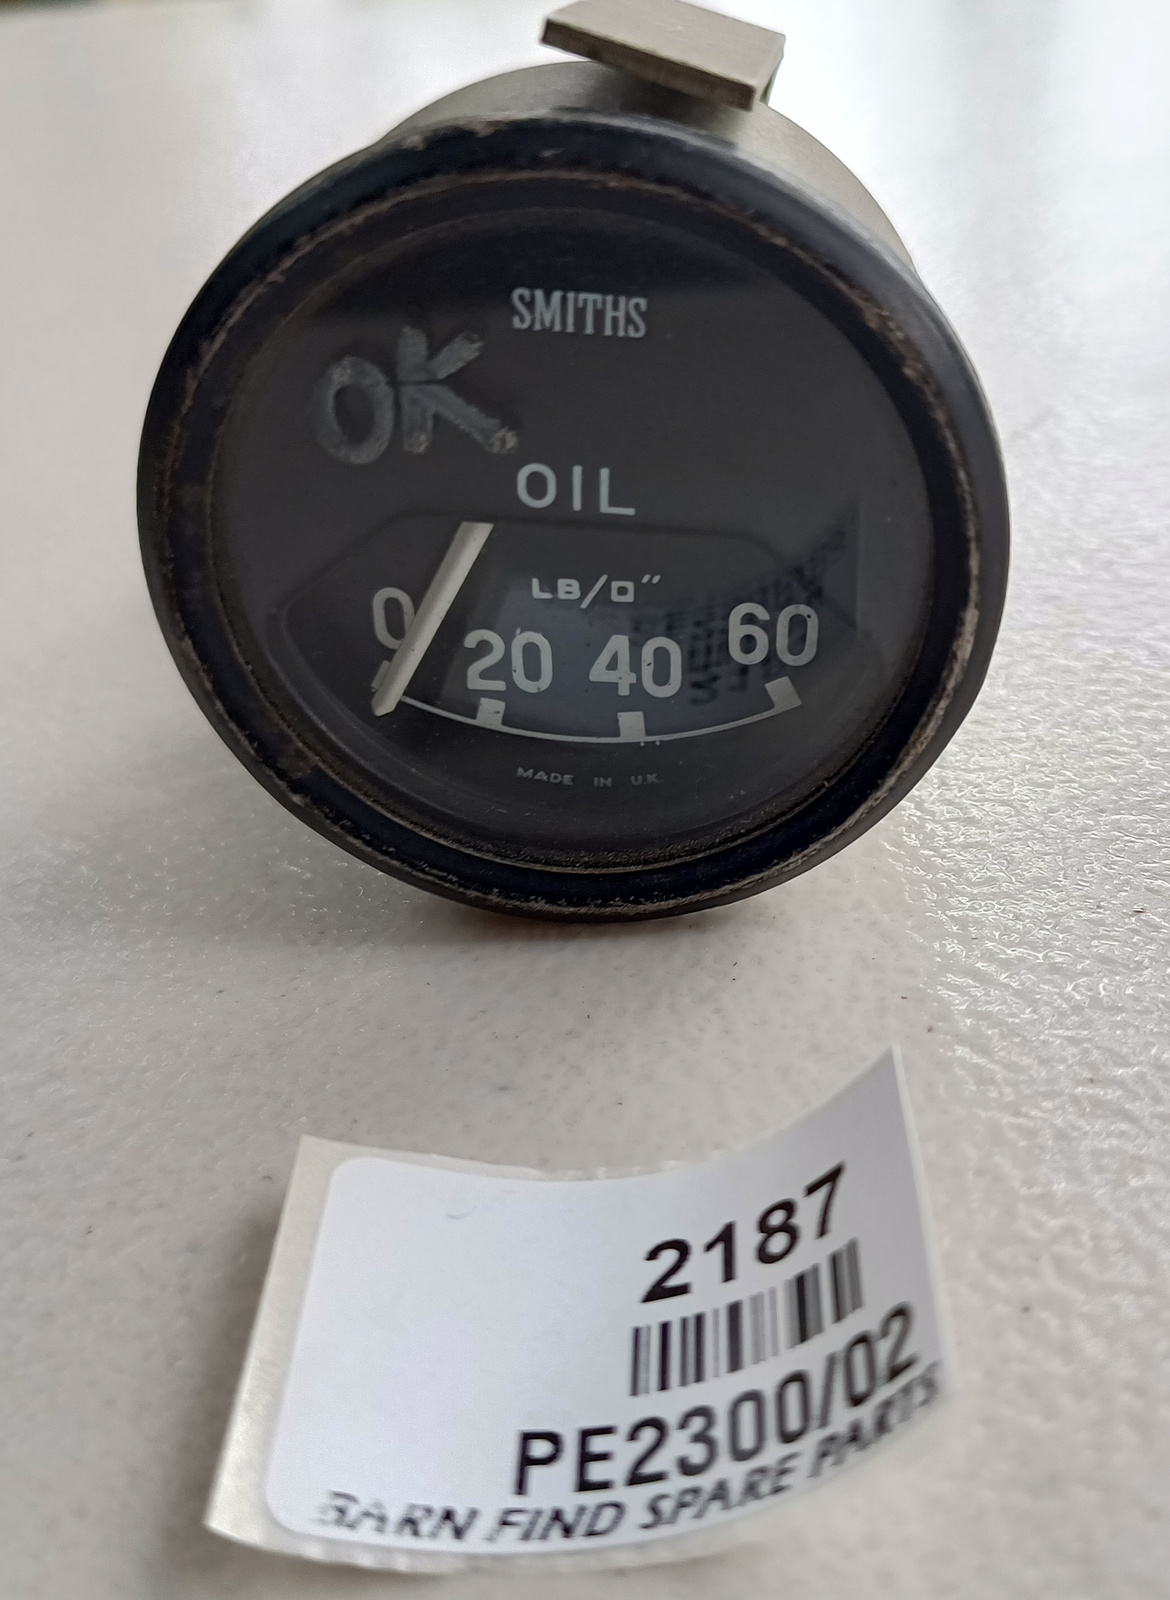 SMITHS
OK
OIL
LB/□"
0 20 40 60
MADE IN U.K.
2187
PE2300/02
BARN FIND SPARE PARTS